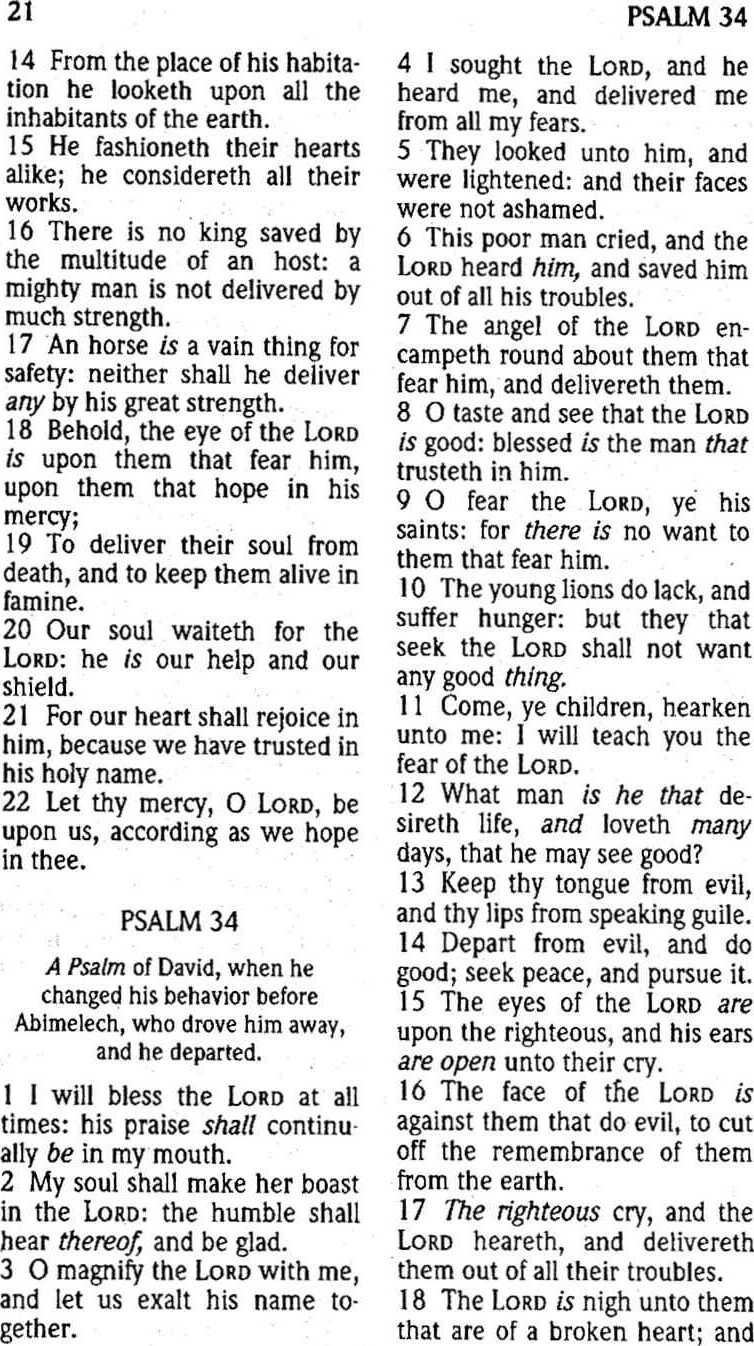 21
PSALM 34
14 From the place of his habita-
tion he looketh upon all the
inhabitants of the earth.
15 He fashioneth their hearts
alike; he considereth all their
works.
16 There is no king saved by
the multitude of an host: a
mighty man is not delivered by
much strength.
17 An horse is a vain thing for
safety: neither shall he deliver
any by his great strength.
18 Behold, the eye of the LORD
is upon them that fear him,
upon them that hope in his
mercy;
19 To deliver their soul from
death, and to keep them alive in
famine.
20 Our soul waiteth for the
LORD: he is our help and our
shield.
21 For our heart shall rejoice in
him, because we have trusted in
his holy name.
22 Let thy mercy, O LORD, be
upon us, according as we hope
in thee.
PSALM 34
A Psalm of David, when he
changed his behavior before
Abimelech, who drove him away,
and he departed.
1 I will bless the LORD at all
times: his praise shall continu-
ally be in my mouth.
2 My soul shall make her boast
in the LORD: the humble shall
hear thereof, and be glad.
3 O magnify the LORD with me,
and let us exalt his name to-
gether.
4 I sought the LORD, and he
heard me, and delivered me
from all my fears.
5 They looked unto him, and
were lightened: and their faces
were not ashamed.
6 This poor man cried, and the
LORD heard him, and saved him
out of all his troubles.
7 The angel of the LORD en-
campeth round about them that
fear him, and delivereth them.
8 O taste and see that the LORD
is good: blessed is the man that
trusteth in him.
9 O fear the LORD, ye his
saints: for there is no want to
them that fear him.
10 The young lions do lack, and
suffer hunger: but they that
seek the LORD shall not want
any good thing.
11 Come, ye children, hearken
unto me: I will teach you the
fear of the LORD.
12 What man is he that de-
sireth life, and loveth many
days, that he may see good?
13 Keep thy tongue from evil,
and thy lips from speaking guile.
14 Depart from evil, and do
good; seek peace, and pursue it.
15 The eyes of the LORD are
upon the righteous, and his ears
are open unto their cry.
16 The face of the LORD is
against them that do evil, to cut
off the remembrance of them
from the earth.
17 The righteous cry, and the
LORD heareth, and delivereth
them out of all their troubles.
18 The LORD is nigh unto them
that are of a broken heart; and